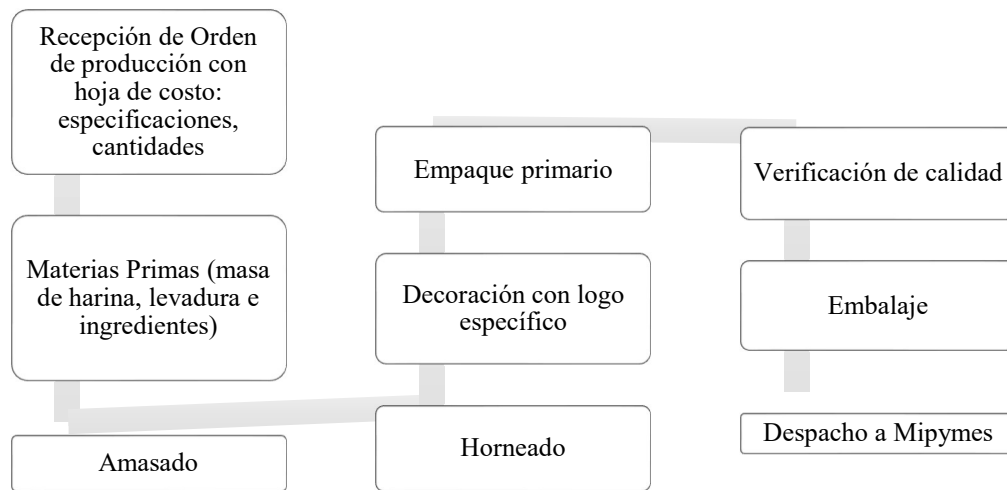 Recepción de Orden
de producción con
hoja de costo:
especificaciones,
cantidades
Materias Primas (masa
de harina, levadura e
ingredientes)
Amasado
Horneado
Decoración con logo
específico
Empaque primario
Verificación de calidad
Embalaje
Despacho a Mipymes